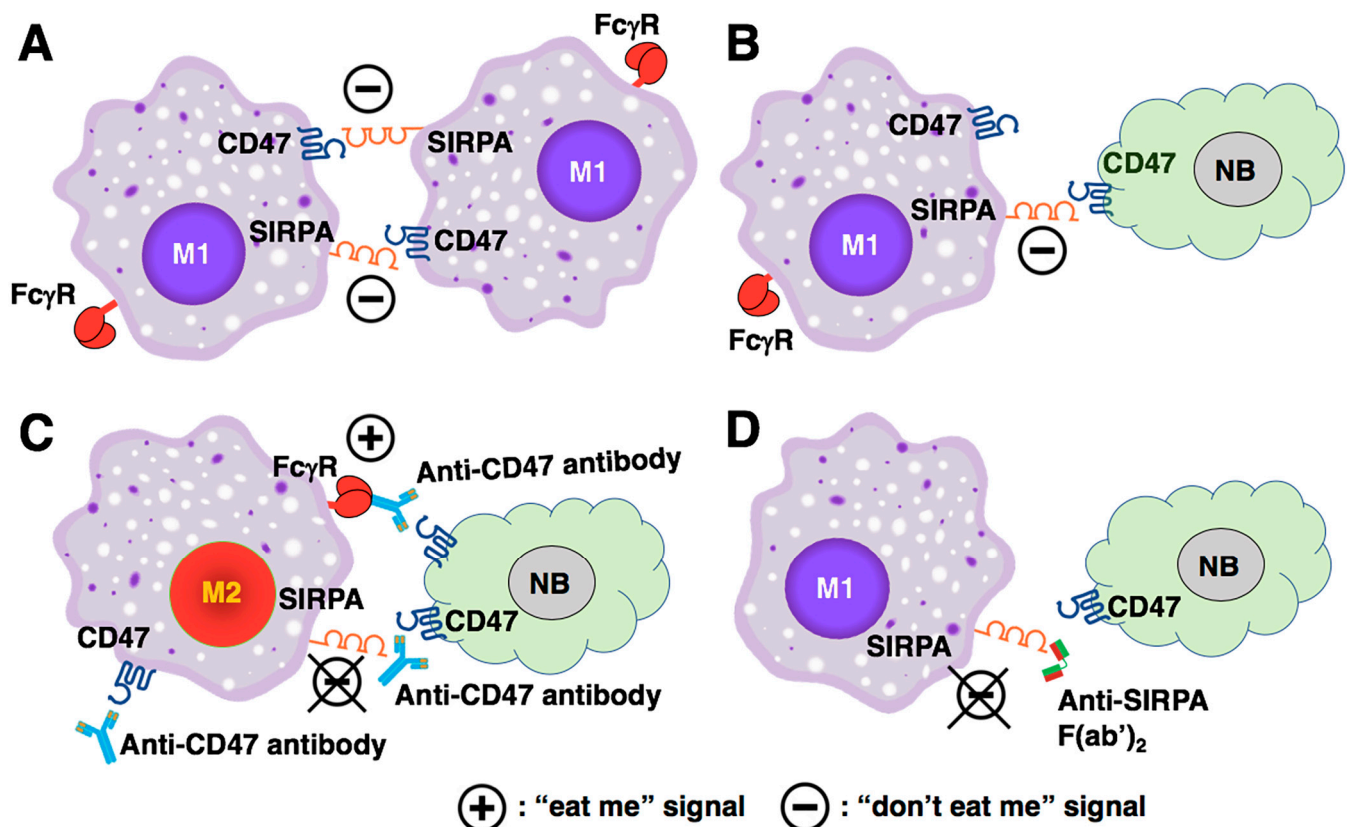 A
FcγR
CD47
SIRPA
M1
M1
SIRPA
CD47
FcγR
B
CD47
CD47
NB
SIRPA
M1
FcγR
C
FcγR
Anti-CD47 antibody
M2
NB
SIRPA
CD47
CD47
Anti-CD47 antibody
Anti-CD47 antibody
D
M1
NB
CD47
SIRPA
Anti-SIRPA
F(ab')₂
+ : “eat me” signal − : “don't eat me” signal